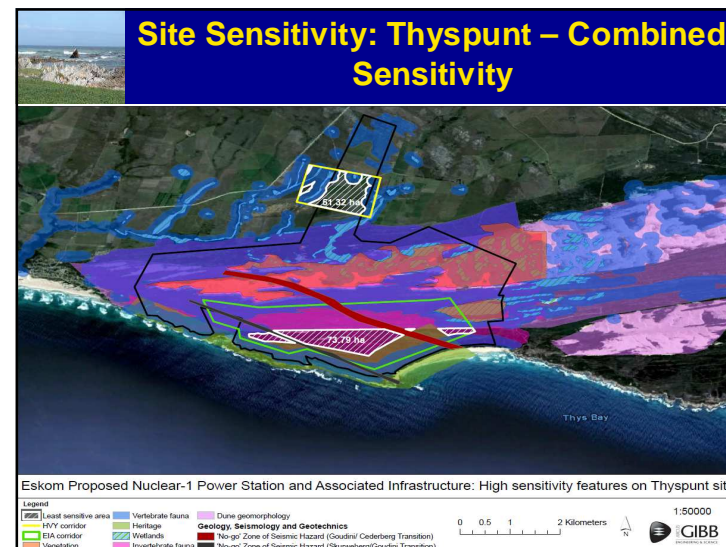 Site Sensitivity: Thyspunt – Combined
Sensitivity
51.32 ha
73.79 ha
Thys Bay
Eskom Proposed Nuclear-1 Power Station and Associated Infrastructure: High sensitivity features on Thyspunt sit
Legend
Least sensitive area
Vertebrate fauna
Dune geomorphology
HVY corridor
Heritage
Geology, Seismology and Geotechnics
EIA corridor
Wetlands
'No-go' Zone of Seismic Hazard (Goudini/ Cederberg Transition)
Vegetation
Invertebrate fauna
'No-go' Zone of Seismic Hazard (Skurweberg/Goudini Transition)
0 0.5 1 2 Kilometers
N
1:50000
GIBB
ENGINEERING & SCIENCE